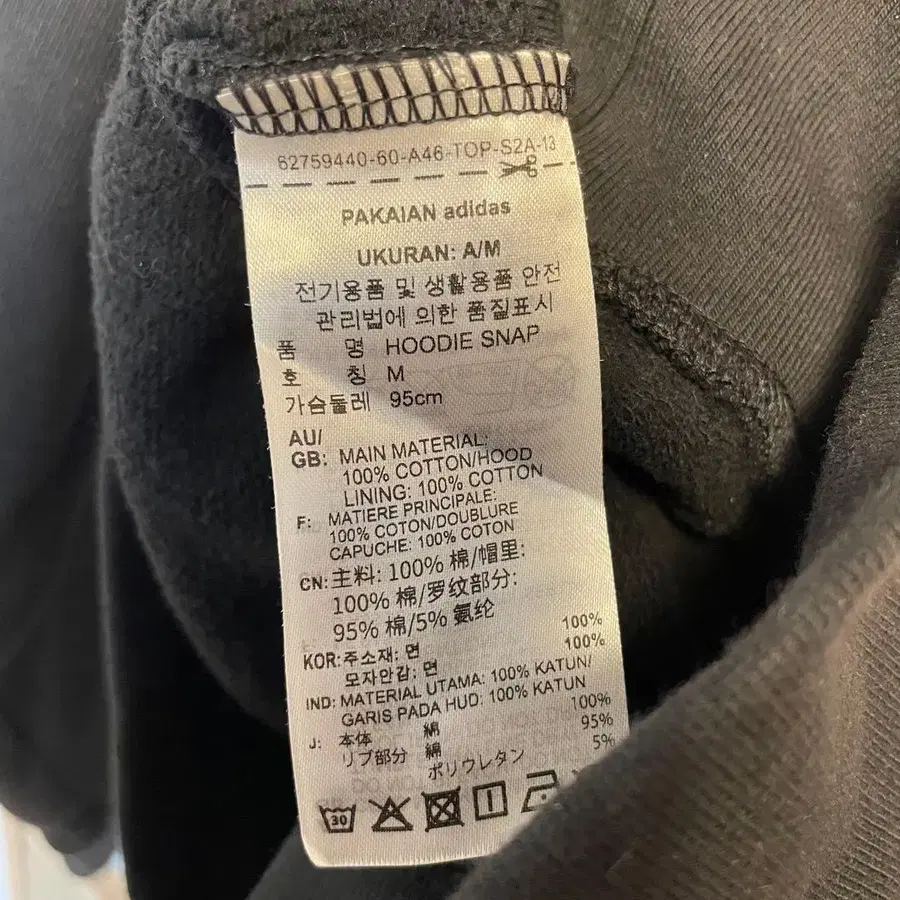 62759440-60-A46-TOP-S2A-13
PAKAIAN adidas
UKURAN: A/M
전기용품 및 생활용품 안전
관리법에 의한 품질표시
품 명 HOODIE SNAP
호 칭 M
가슴둘레 95cm
AU/
GB: MAIN MATERIAL:
100% COTTON/HOOD
LINING: 100% COTTON
F: MATIERE PRINCIPALE:
100% COTON/DOUBLURE
CAPUCHE: 100% COTON
CN: 主料: 100% 棉/帽里:
100% 棉/罗纹部分:
95% 棉/5% 氨纶
KOR: 주소재: 면 100%
모자안감: 면 100%
IND: MATERIAL UTAMA: 100% KATUN/
GARIS PADA HUD: 100% KATUN
J: 本体 綿 100%
リブ部分 綿 95%
ポリウレタン 5%
30